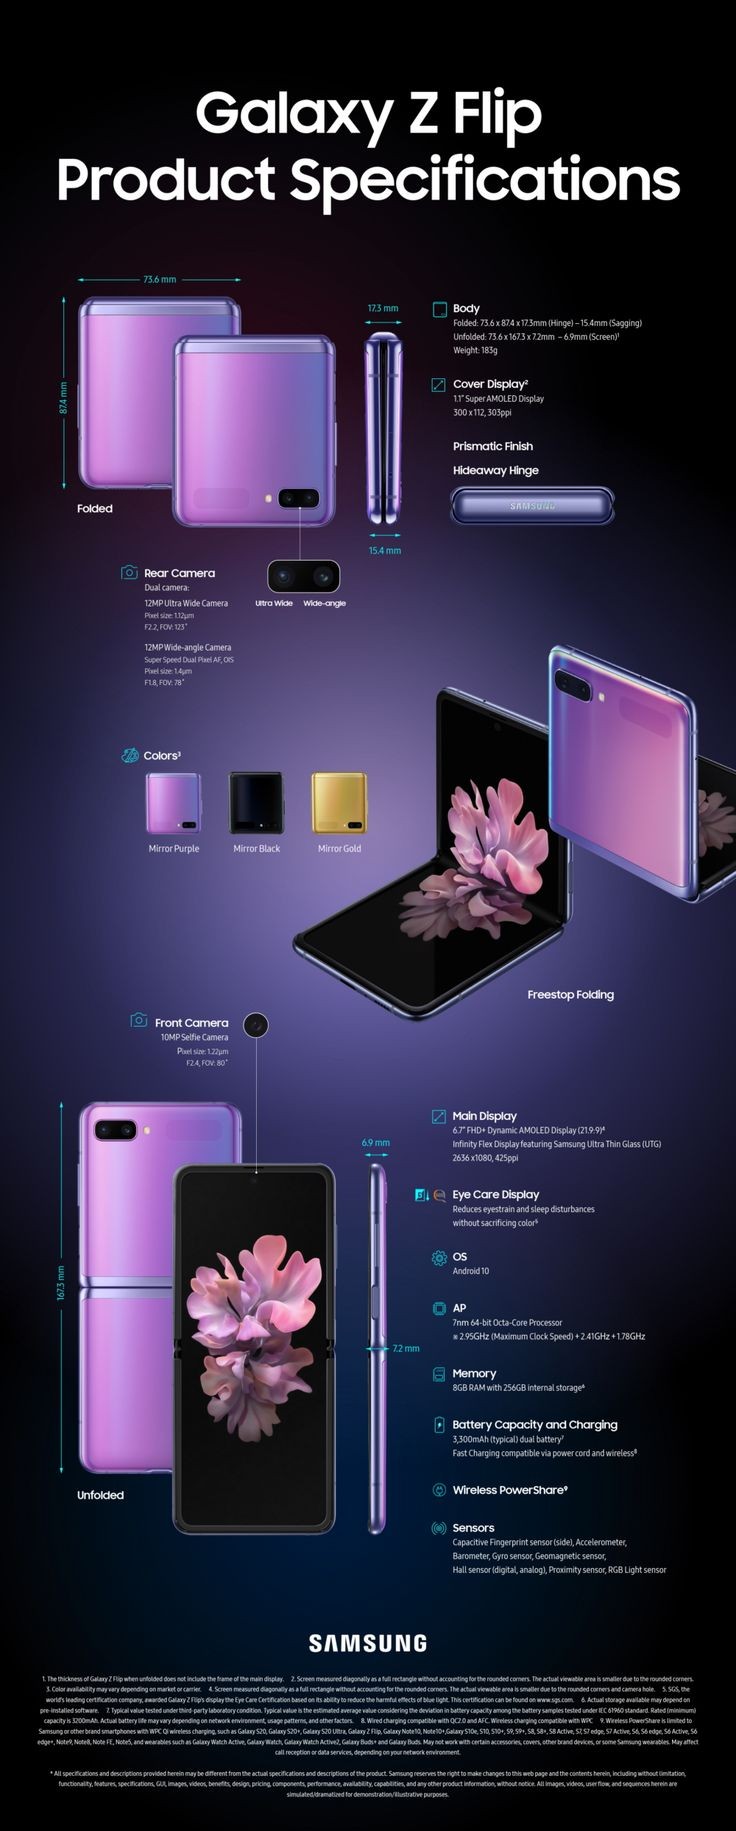 Galaxy Z Flip
Product Specifications
73.6 mm
87.4 mm
Folded
17.3 mm
15.4 mm
Body
Folded: 73.6 x 87.4 x 17.3mm (Hinge) – 15.4mm (Sagging)
Unfolded: 73.6 x 167.3 x 7.2mm – 6.9mm (Screen)¹
Weight: 183g
Cover Display²
1.1" Super AMOLED Display
300 x 112, 303ppi
Prismatic Finish
Hideaway Hinge
SAMSUNG
Rear Camera
Dual camera:
12MP Ultra Wide Camera
Pixel size: 1.12μm
F2.2, FOV: 123˚
12MP Wide-angle Camera
Super Speed Dual Pixel AF, OIS
Pixel size: 1.4μm
F1.8, FOV: 78˚
Ultra Wide Wide-angle
Colors³
Mirror Purple Mirror Black Mirror Gold
Freestop Folding
Front Camera
10MP Selfie Camera
Pixel size: 1.22μm
F2.4, FOV: 80˚
167.3 mm
Unfolded
6.9 mm
7.2 mm
Main Display
6.7" FHD+ Dynamic AMOLED Display (21.9:9)⁴
Infinity Flex Display featuring Samsung Ultra Thin Glass (UTG)
2636 x1080, 425ppi
Eye Care Display
Reduces eyestrain and sleep disturbances
without sacrificing color⁵
OS
Android 10
AP
7nm 64-bit Octa-Core Processor
※ 2.95GHz (Maximum Clock Speed) + 2.41GHz + 1.78GHz
Memory
8GB RAM with 256GB internal storage⁶
Battery Capacity and Charging
3,300mAh (typical) dual battery⁷
Fast Charging compatible via power cord and wireless⁸
Wireless PowerShare⁹
Sensors
Capacitive Fingerprint sensor (side), Accelerometer,
Barometer, Gyro sensor, Geomagnetic sensor,
Hall sensor (digital, analog), Proximity sensor, RGB Light sensor
SAMSUNG
1. The thickness of Galaxy Z Flip when unfolded does not include the frame of the main display. 2. Screen measured diagonally as a full rectangle without accounting for the rounded corners. The actual viewable area is smaller due to the rounded corners.
3. Color availability may vary depending on market or carrier. 4. Screen measured diagonally as a full rectangle without accounting for the rounded corners. The actual viewable area is smaller due to the rounded corners and camera hole. 5. SGS, the
world's leading certification company, awarded Galaxy Z Flip's display the Eye Care Certification based on its ability to reduce the harmful effects of blue light. This certification can be found on www.sgs.com. 6. Actual storage available may depend on
pre-installed software. 7. Typical value tested under third-party laboratory condition. Typical value is the estimated average value considering the deviation in battery capacity among the battery samples tested under IEC 61960 standard. Rated (minimum)
capacity is 3200mAh. Actual battery life may vary depending on network environment, usage patterns, and other factors. 8. Wired charging compatible with QC2.0 and AFC. Wireless charging compatible with WPC 9. Wireless PowerShare is limited to
Samsung or other brand smartphones with WPC Qi wireless charging, such as Galaxy S20, Galaxy S20+, Galaxy S20 Ultra, Galaxy Z Flip, Galaxy Note10, Note10+, Galaxy S10e, S10, S10+, S9, S9+, S8, S8+, S8 Active, S7, S7 edge, S7 Active, S6, S6 edge, S6 Active, S6
edge+, Note9, Note8, Note FE, Note5, and wearables such as Galaxy Watch Active, Galaxy Watch, Galaxy Watch Active2, Galaxy Buds+ and Galaxy Buds. May not work with certain accessories, covers, other brand devices, or some Samsung wearables. May affect
call reception or data services, depending on your network environment.
* All specifications and descriptions provided herein may be different from the actual specifications and descriptions of the product. Samsung reserves the right to make changes to this web page and the contents herein, including without limitation,
functionality, features, specifications, GUI, images, videos, benefits, design, pricing, components, performance, availability, capabilities, and any other product information, without notice. All images, videos, user flow, and sequences herein are
simulated/dramatized for demonstration/illustrative purposes.